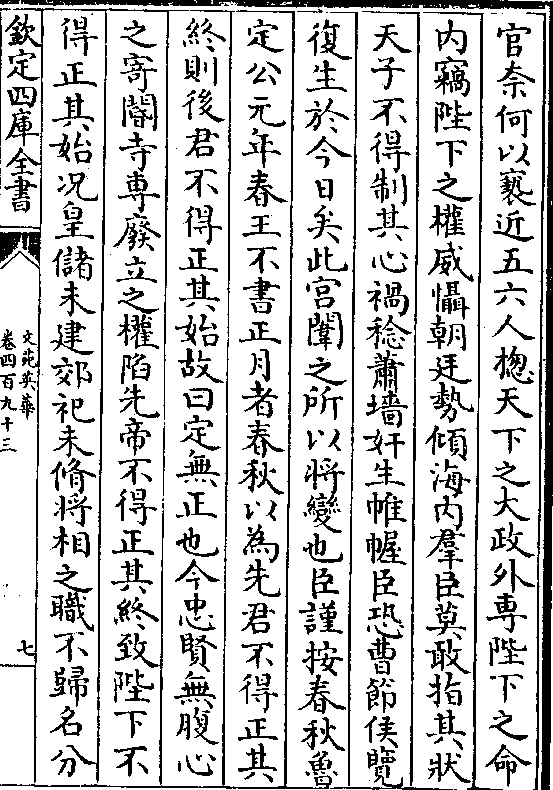 官奈何以褻近五六人揔天下之大政外專陛下之命
内竊陛下之權威懾朝廷勢傾海内羣臣莫敢指其狀
天子不得制其心禍稔蕭墻奸生帷幄臣恐曹節侯覽
復生於今日矣此宫闈之所以將變也臣謹按春秋魯
定公元年春王不書正月者春秋以為先君不得正其
終則後君不得正其始故曰定無正也今忠賢無腹心
之寄閽寺專廢立之權陷先帝不得正其終致陛下不
得正其始况皇儲未建郊祀未脩將相之職不歸名分
欽定四庫全書
文苑英華
卷四百九十三
七